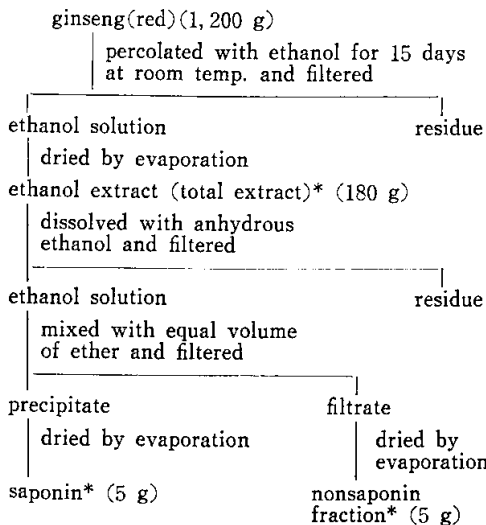 ginseng(red)(1,200 g)
percolated with ethanol for 15 days
at room temp. and filtered
ethanol solution
residue
dried by evaporation
ethanol extract (total extract)* (180 g)
dissolved with anhydrous
ethanol and filtered
ethanol solution
residue
mixed with equal volume
of ether and filtered
precipitate
filtrate
dried by evaporation
dried by
evaporation
saponin* (5 g)
nonsaponin
fraction* (5 g)